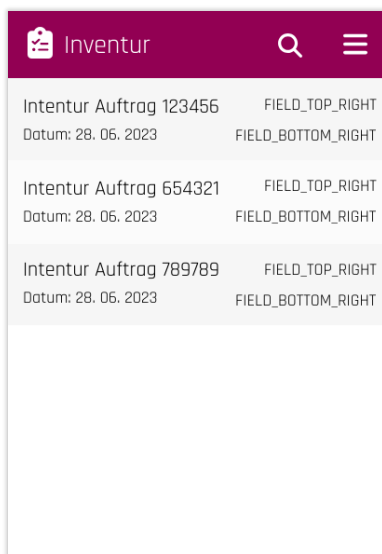 Inventur
Intentur Auftrag 123456 FIELD_TOP_RIGHT
Datum: 28. 06. 2023 FIELD_BOTTOM_RIGHT
Intentur Auftrag 654321 FIELD_TOP_RIGHT
Datum: 28. 06. 2023 FIELD_BOTTOM_RIGHT
Intentur Auftrag 789789 FIELD_TOP_RIGHT
Datum: 28. 06. 2023 FIELD_BOTTOM_RIGHT